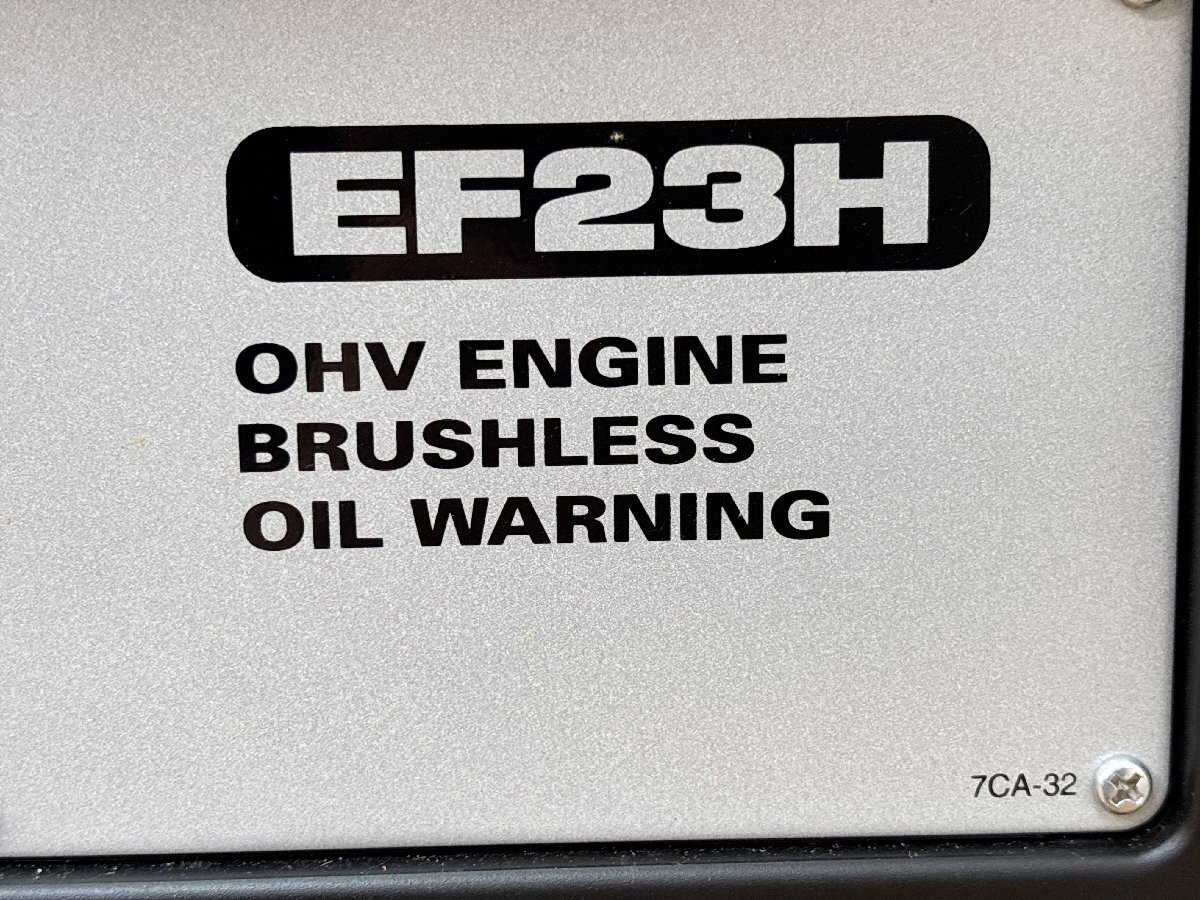 EF23H
OHV ENGINE
BRUSHLESS
OIL WARNING
7CA-32